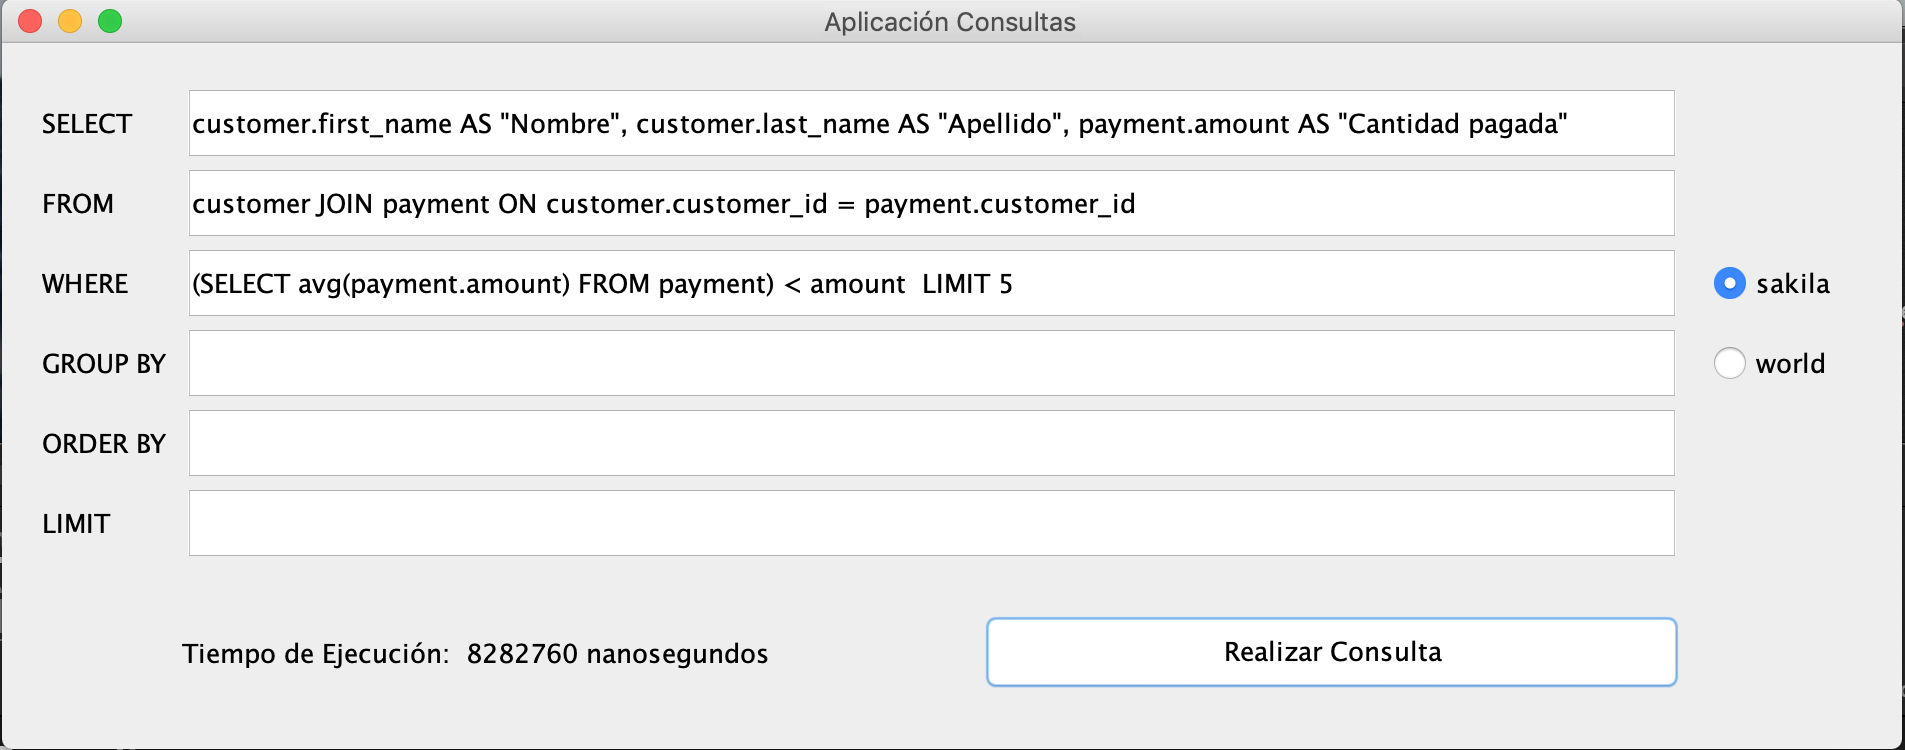 Aplicación Consultas
SELECT customer.first_name AS "Nombre", customer.last_name AS "Apellido", payment.amount AS "Cantidad pagada"
FROM customer JOIN payment ON customer.customer_id = payment.customer_id
WHERE (SELECT avg(payment.amount) FROM payment) < amount  LIMIT 5 sakila
GROUP BY world
ORDER BY
LIMIT
Tiempo de Ejecución: 8282760 nanosegundos Realizar Consulta